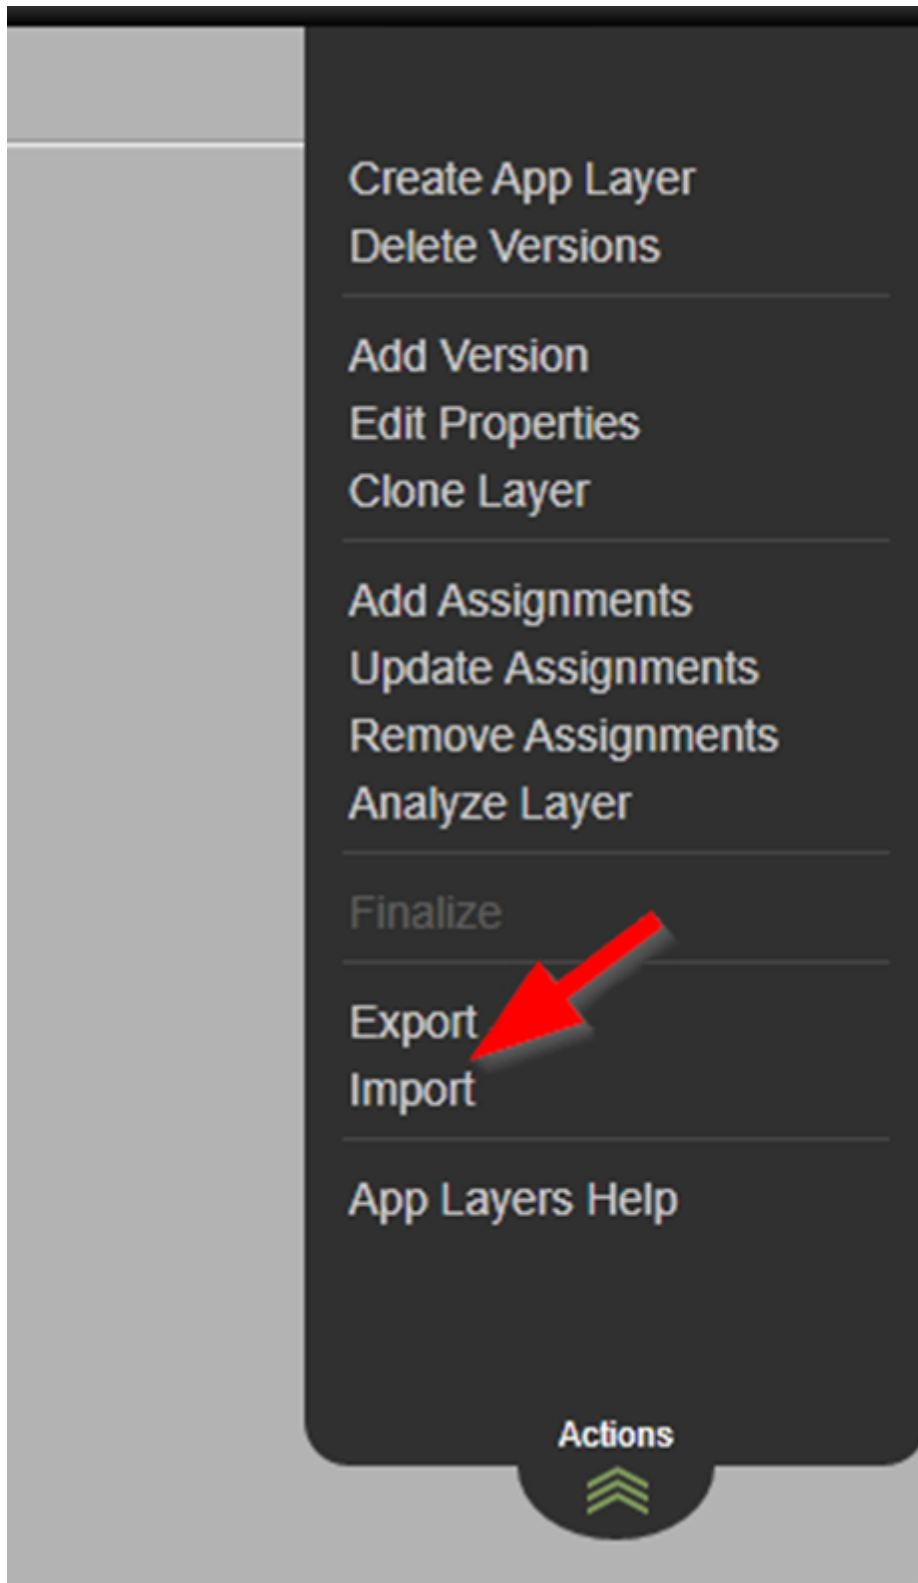 Create App Layer
Delete Versions
Add Version
Edit Properties
Clone Layer
Add Assignments
Update Assignments
Remove Assignments
Analyze Layer
Finalize
Export
Import
App Layers Help
Actions